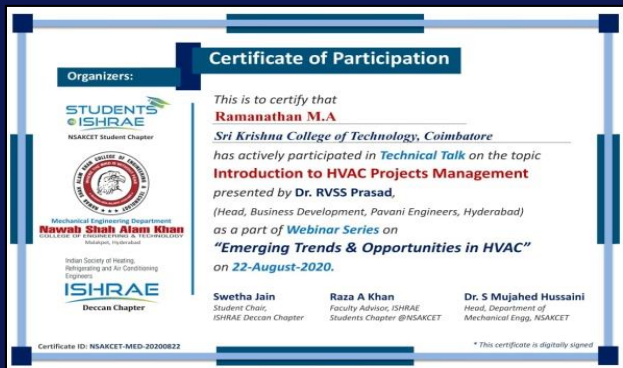 Certificate of Participation
Organizers:
STUDENTS
@ISHRAE
NSAKCET Student Chapter
Mechanical Engineering Department
Nawab Shah Alam Khan
COLLEGE OF ENGINEERING & TECHNOLOGY
Malakpet, Hyderabad
Indian Society of Heating,
Refrigerating and Air Conditioning
Engineers
ISHRAE
Deccan Chapter
This is to certify that
Ramanathan M.A
Sri Krishna College of Technology, Coimbatore
has actively participated in Technical Talk on the topic
Introduction to HVAC Projects Management
presented by Dr. RVSS Prasad,
(Head, Business Development, Pavani Engineers, Hyderabad)
as a part of Webinar Series on
“Emerging Trends & Opportunities in HVAC”
on 22-August-2020.
Swetha Jain
Student Chair,
ISHRAE Deccan Chapter
Raza A Khan
Faculty Advisor, ISHRAE
Students Chapter @NSAKCET
Dr. S Mujahed Hussaini
Head, Department of
Mechanical Engg, NSAKCET
Certificate ID: NSAKCET-MED-20200822
* This certificate is digitally signed